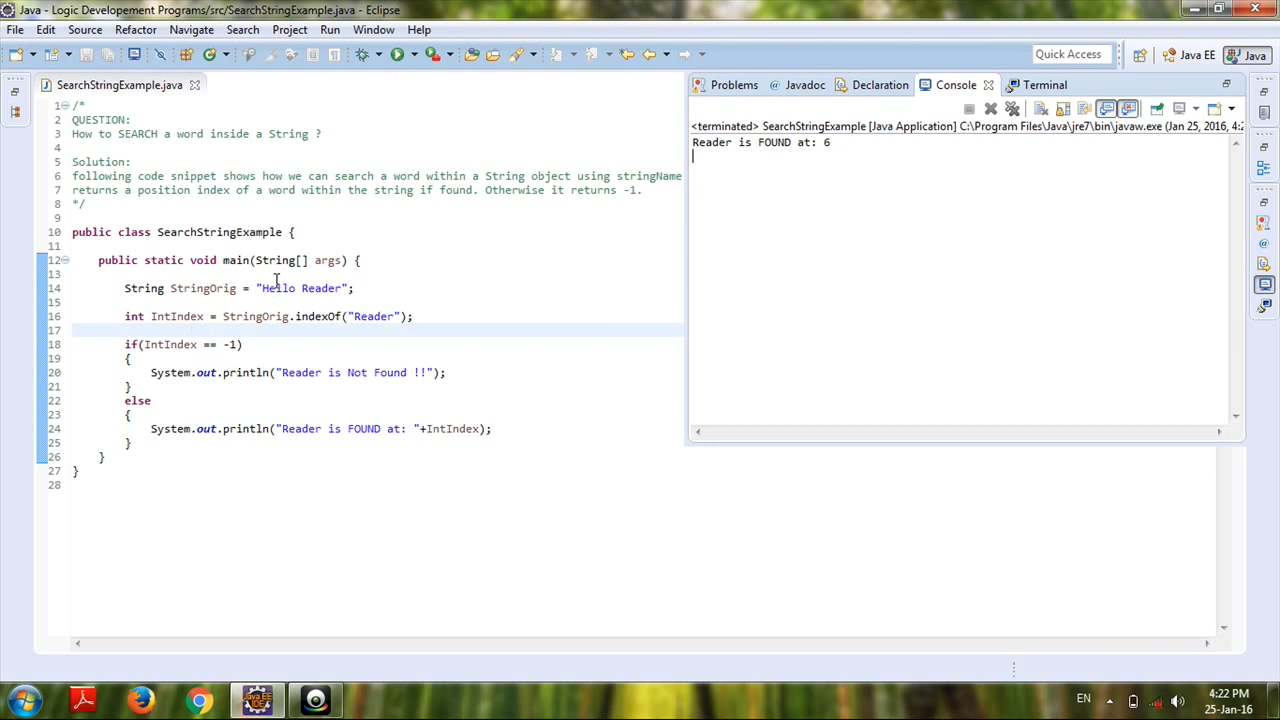 Java - Logic Developement Programs/src/SearchStringExample.java - Eclipse
File Edit Source Refactor Navigate Search Project Run Window Help
Quick Access Java EE Java
SearchStringExample.java
1 /*
2 QUESTION:
3 How to SEARCH a word inside a String ?
4
5 Solution:
6 following code snippet shows how we can search a word within a String object using stringName
7 returns a position index of a word within the string if found. Otherwise it returns -1.
8 */
9
10 public class SearchStringExample {
11
12 public static void main(String[] args) {
13
14 String StringOrig = "Hello Reader";
15
16 int IntIndex = StringOrig.indexOf("Reader");
17
18 if(IntIndex == -1)
19 {
20 System.out.println("Reader is Not Found !!");
21 }
22 else
23 {
24 System.out.println("Reader is FOUND at: "+IntIndex);
25 }
26 }
27 }
28
Problems @ Javadoc Declaration Console Terminal
<terminated> SearchStringExample [Java Application] C:\Program Files\Java\jre7\bin\javaw.exe (Jan 25, 2016, 4:2
Reader is FOUND at: 6
Java EE
IDE
EN
4:22 PM
25-Jan-16